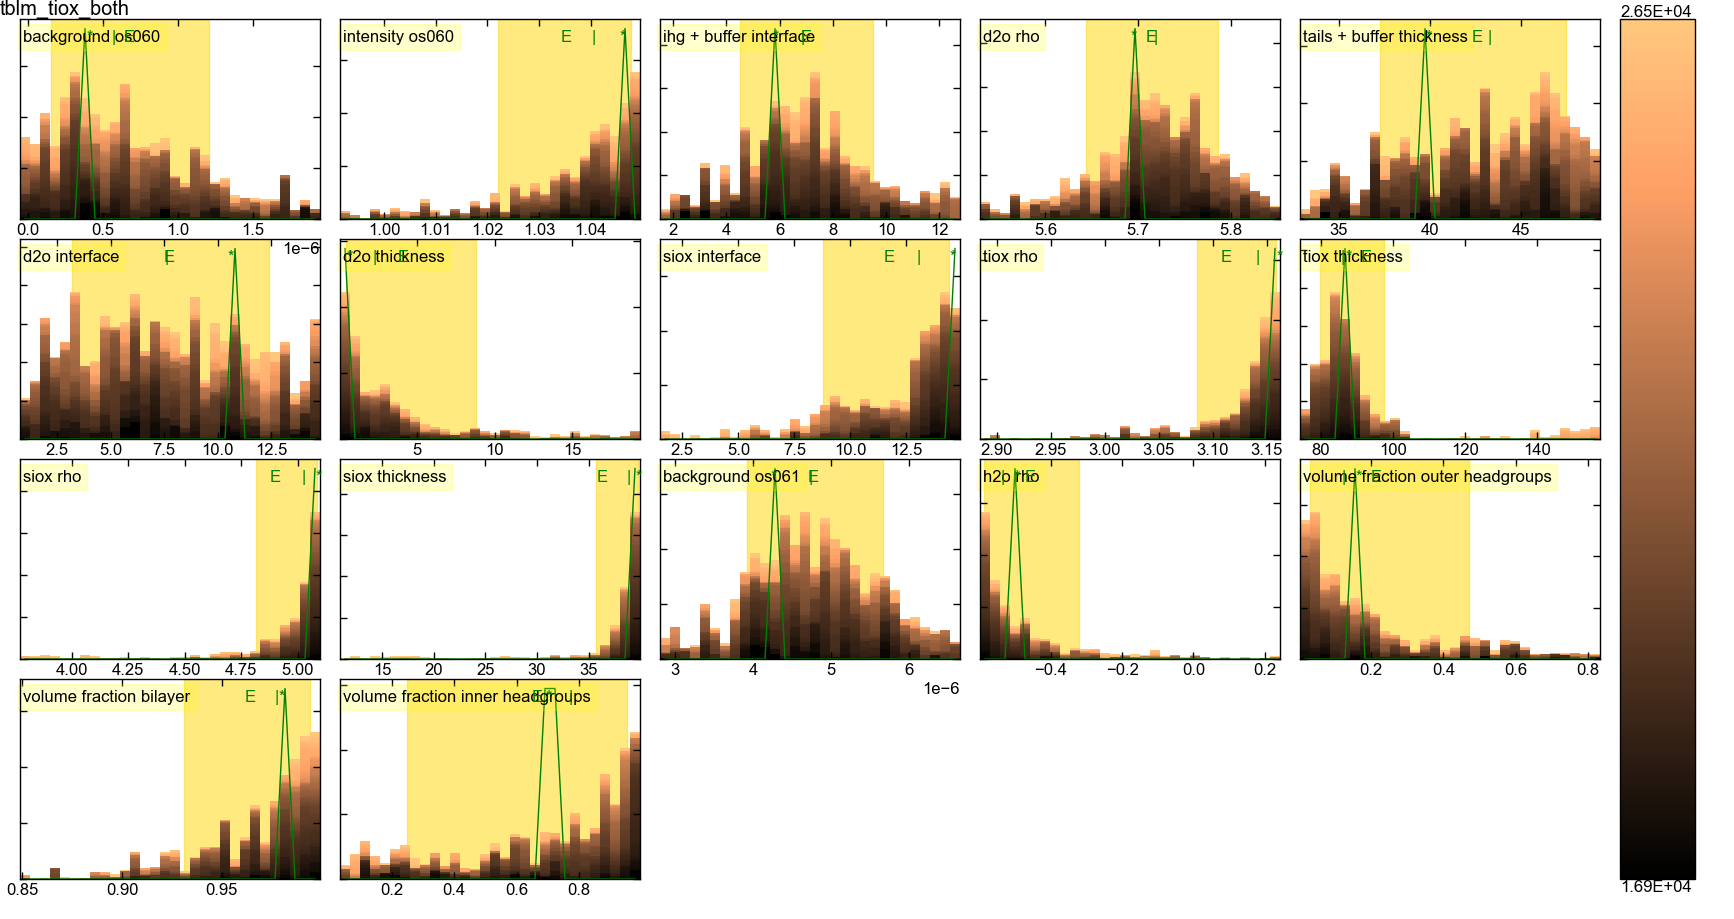 tblm_tiox_both
2.65E+04
background os060
intensity os060
ihg + buffer interface
d2o rho
tails + buffer thickness
0.0 0.5 1.0 1.5
1.00 1.01 1.02 1.03 1.04
2 4 6 8 10 12
5.6 5.7 5.8
35 40 45
1e−6
d2o interface
d2o thickness
siox interface
tiox rho
tiox thickness
2.5 5.0 7.5 10.0 12.5
5 10 15
2.5 5.0 7.5 10.0 12.5
2.90 2.95 3.00 3.05 3.10 3.15
80 100 120 140
siox rho
siox thickness
background os061
h2o rho
volume fraction outer headgroups
4.00 4.25 4.50 4.75 5.00
15 20 25 30 35
3 4 5 6
−0.4 −0.2 0.0 0.2
0.2 0.4 0.6 0.8
1e−6
volume fraction bilayer
volume fraction inner headgroups
0.85 0.90 0.95
0.2 0.4 0.6 0.8
1.69E+04